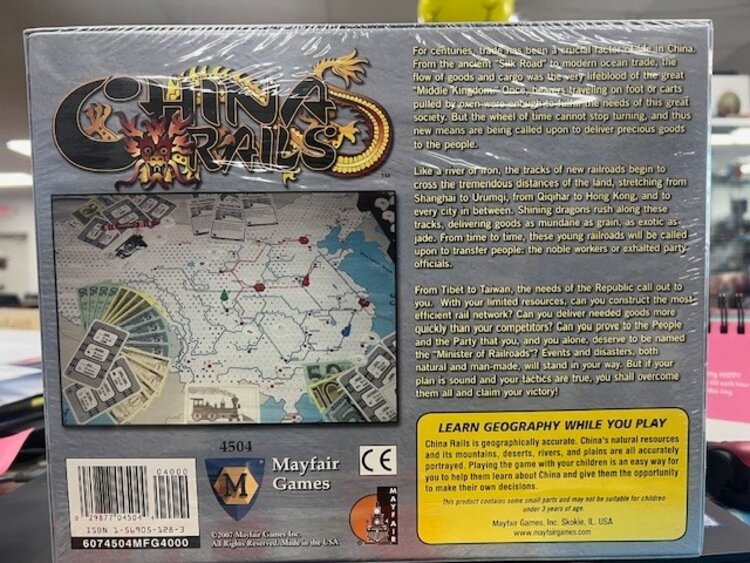 CHINA
RAILS
TM
For centuries, trade has been a crucial factor of life in China.
From the ancient "Silk Road" to modern ocean trade, the
flow of goods and cargo was the very lifeblood of the great
"Middle Kingdom." Once, bearers traveling on foot or carts
pulled by oxen were enough to fulfill the needs of this great
society. But the wheel of time cannot stop turning, and thus
new means are being called upon to deliver precious goods
to the people.
Like a river of iron, the tracks of new railroads begin to
cross the tremendous distances of the land, stretching from
Shanghai to Urumqi, from Qiqihar to Hong Kong, and to
every city in between. Shining dragons rush along these
tracks, delivering goods as mundane as grain, as exotic as
jade. From time to time, these young railroads will be called
upon to transfer people: the noble workers or exhalted party
officials.
From Tibet to Taiwan, the needs of the Republic call out to
you. With your limited resources, can you construct the most
efficient rail network? Can you deliver needed goods more
quickly than your competitors? Can you prove to the People
and the Party that you, and you alone, deserve to be named
the "Minister of Railroads"? Events and disasters, both
natural and man-made, will stand in your way. But if your
plan is sound and your tactics are true, you shall overcome
them all and claim your victory!
LEARN GEOGRAPHY WHILE YOU PLAY
China Rails is geographically accurate. China's natural resources
and its mountains, deserts, rivers, and plains are all accurately
portrayed. Playing the game with your children is an easy way for
you to help them learn about China and give them the opportunity
to make their own decisions.
This product contains some small parts and may not be suitable for children
under 3 years of age.
Mayfair Games, Inc. Skokie, IL. USA
www.mayfairgames.com
4504
M
Mayfair
Games
CE
MAYFAIR
©2007 Mayfair Games Inc.
All Rights Reserved. Made in the USA
04000
0 29877 04504
ISBN 1-56905-128-3
6074504MFG4000
50